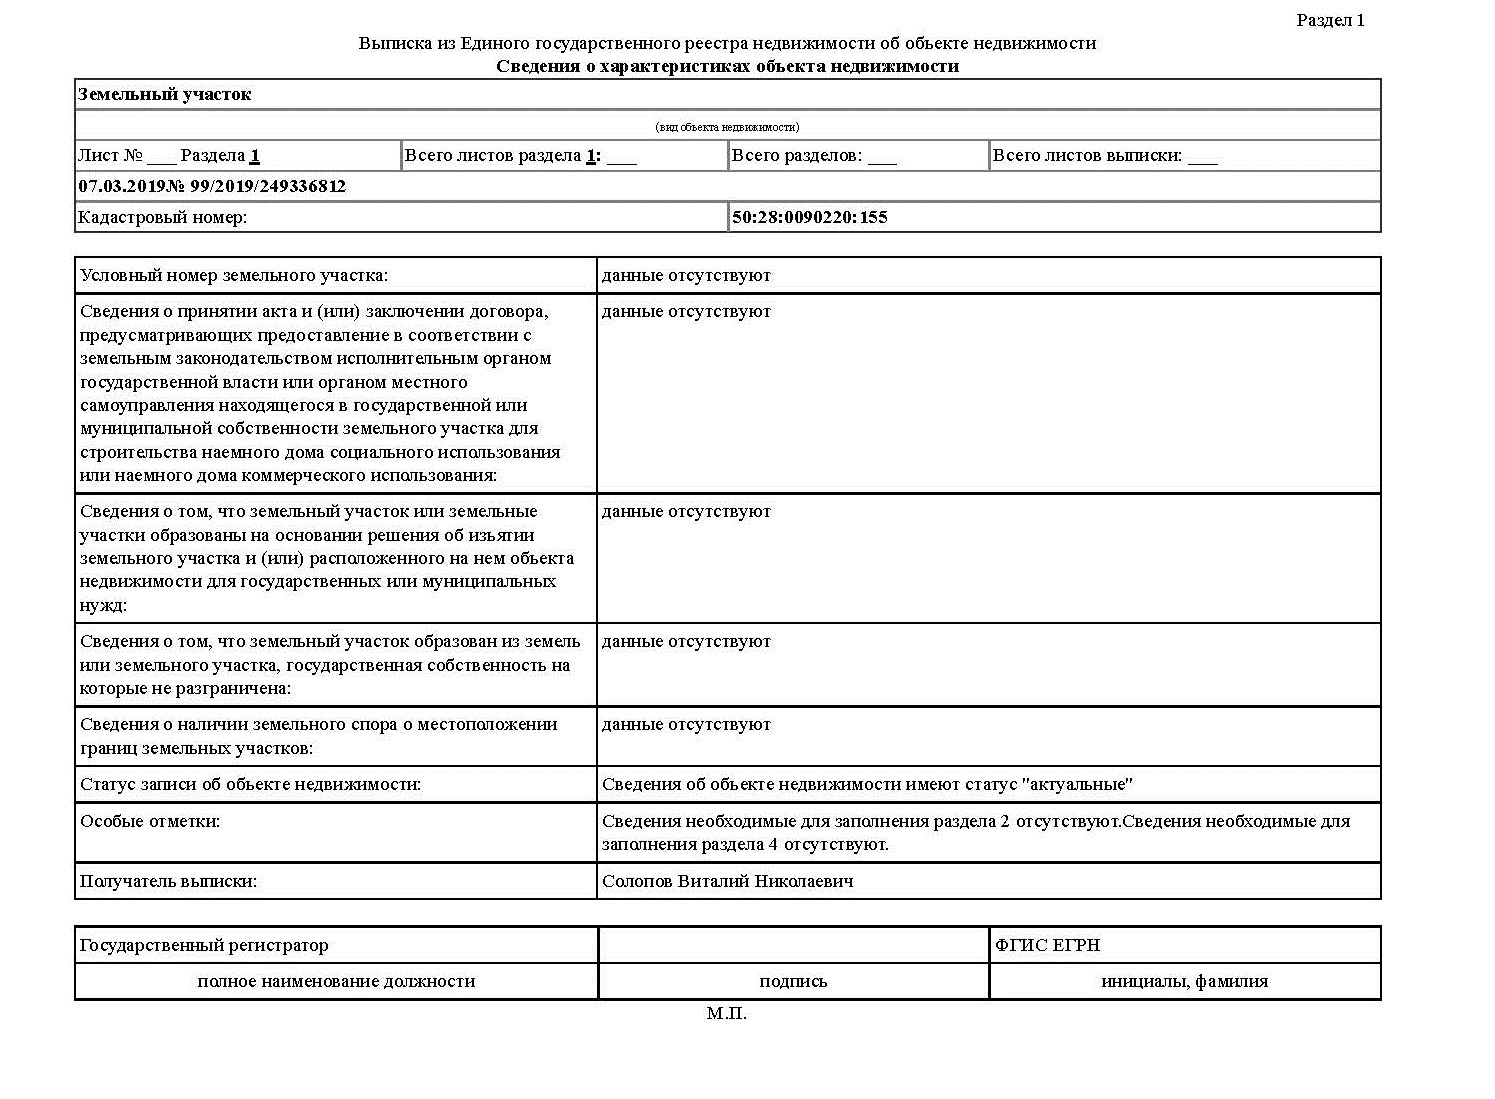 Раздел 1
Выписка из Единого государственного реестра недвижимости об объекте недвижимости
Сведения о характеристиках объекта недвижимости
Земельный участок
(вид объекта недвижимости)
Лист № ___ Раздела 1 Всего листов раздела 1: ___ Всего разделов: ___ Всего листов выписки: ___
07.03.2019№ 99/2019/249336812
Кадастровый номер: 50:28:0090220:155
Условный номер земельного участка: данные отсутствуют
Сведения о принятии акта и (или) заключении договора, данные отсутствуют
предусматривающих предоставление в соответствии с
земельным законодательством исполнительным органом
государственной власти или органом местного
самоуправления находящегося в государственной или
муниципальной собственности земельного участка для
строительства наемного дома социального использования
или наемного дома коммерческого использования:
Сведения о том, что земельный участок или земельные данные отсутствуют
участки образованы на основании решения об изъятии
земельного участка и (или) расположенного на нем объекта
недвижимости для государственных или муниципальных
нужд:
Сведения о том, что земельный участок образован из земель данные отсутствуют
или земельного участка, государственная собственность на
которые не разграничена:
Сведения о наличии земельного спора о местоположении данные отсутствуют
границ земельных участков:
Статус записи об объекте недвижимости: Сведения об объекте недвижимости имеют статус "актуальные"
Особые отметки: Сведения необходимые для заполнения раздела 2 отсутствуют.Сведения необходимые для
заполнения раздела 4 отсутствуют.
Получатель выписки: Солопов Виталий Николаевич
Государственный регистратор ФГИС ЕГРН
полное наименование должности подпись инициалы, фамилия
М.П.